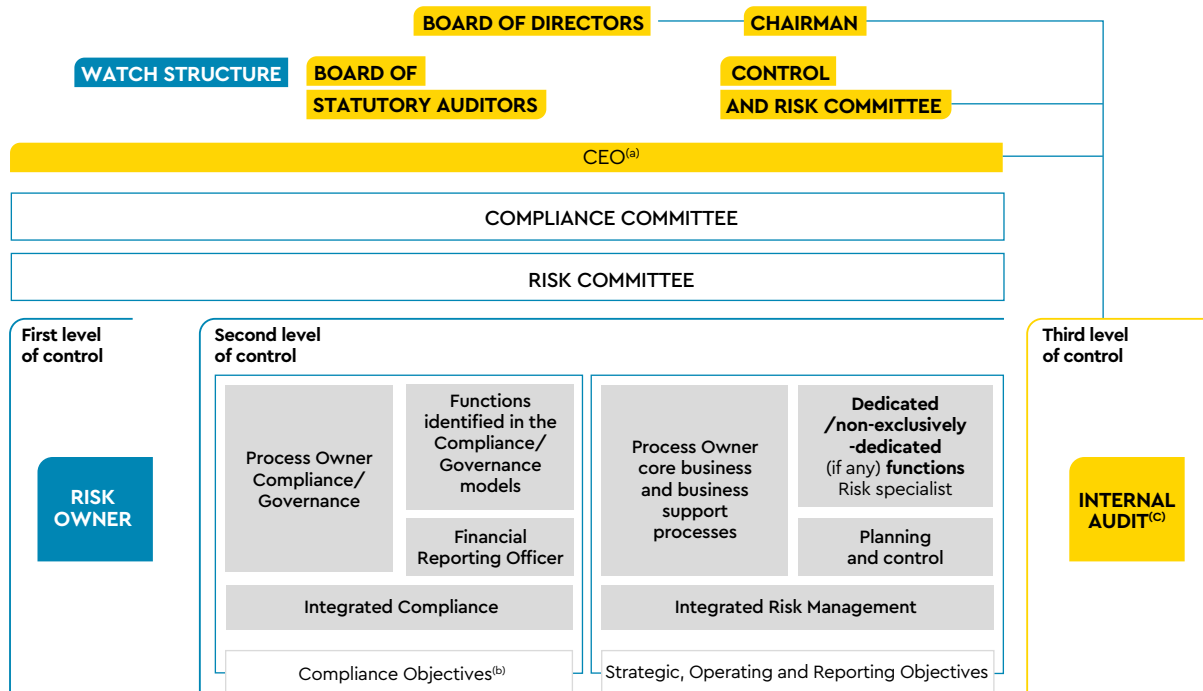 BOARD OF DIRECTORS
CHAIRMAN
WATCH STRUCTURE
BOARD OF
STATUTORY AUDITORS
CONTROL
AND RISK COMMITTEE
CEO(a)
COMPLIANCE COMMITTEE
RISK COMMITTEE
First level
of control
RISK
OWNER
Second level
of control
Process Owner
Compliance/
Governance
Functions
identified in the
Compliance/
Governance
models
Financial
Reporting Officer
Integrated Compliance
Compliance Objectives(b)
Process Owner
core business
and business
support
processes
Dedicated
/non-exclusively
-dedicated
(if any) functions
Risk specialist
Planning
and control
Integrated Risk Management
Strategic, Operating and Reporting Objectives
Third level
of control
INTERNAL
AUDIT(C)